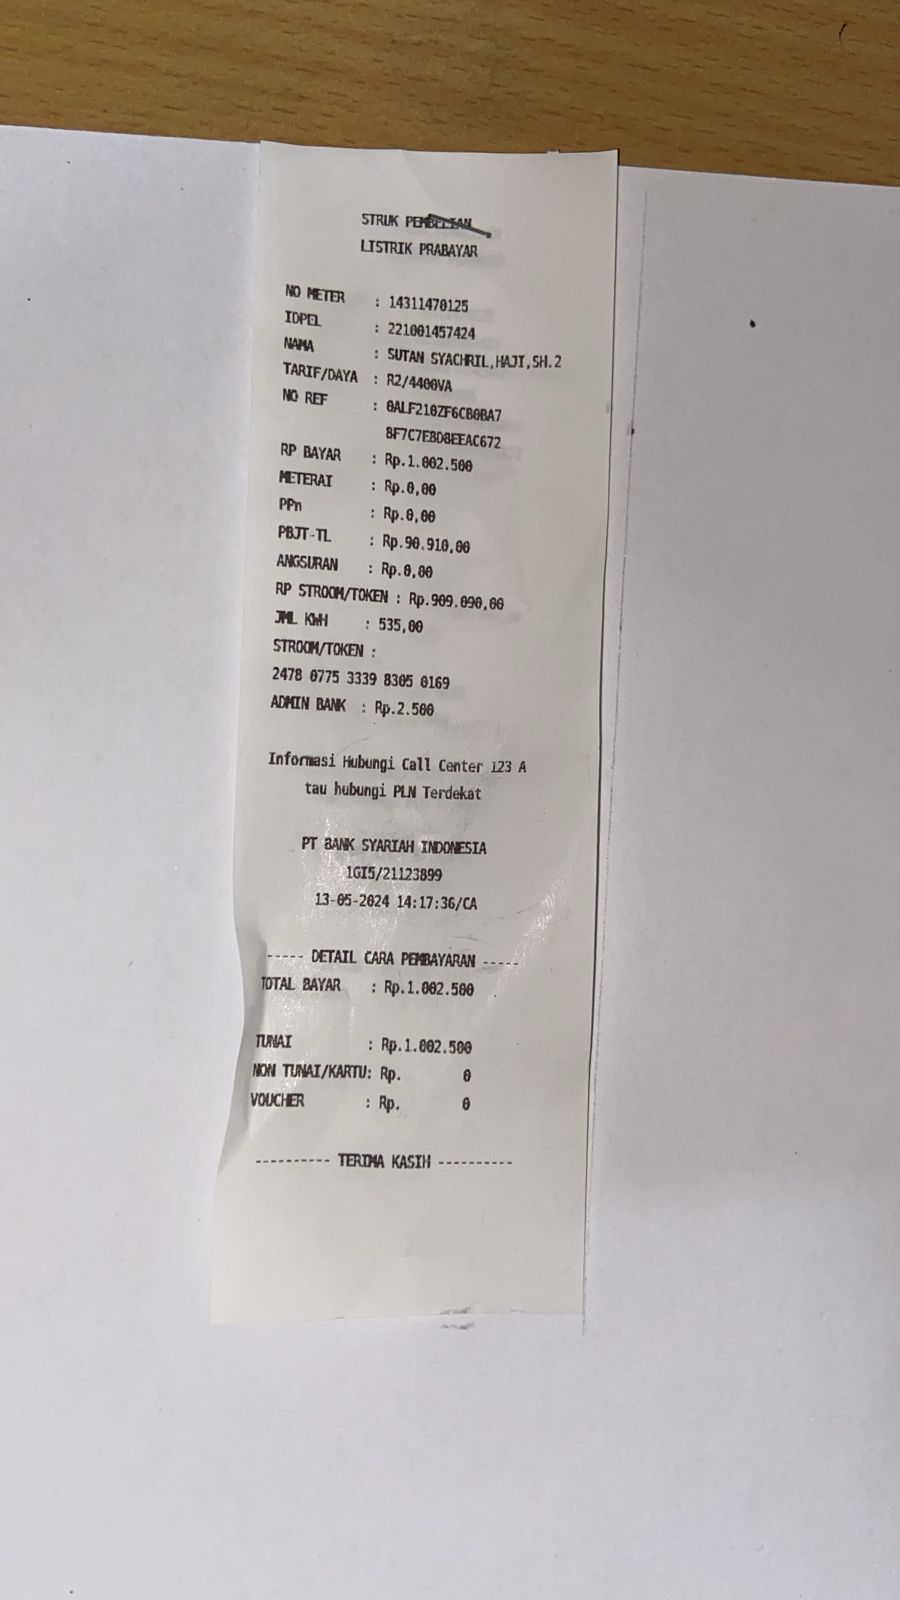 STRUK PEMBELIAN
LISTRIK PRABAYAR
NO METER : 14311470125
IDPEL : 221001457424
NAMA : SUTAN SYACHRIL,HAJI,SH.2
TARIF/DAYA : R2/4400VA
NO REF : 0ALF210ZF6CB0BA7
8F7C7E8D8EEAC672
RP BAYAR : Rp.1.002.500
METERAI : Rp.0,00
PPn : Rp.0,00
PBJT-TL : Rp.90.910,00
ANGSURAN : Rp.0,00
RP STROOM/TOKEN : Rp.909.090,00
JML KWH : 535,00
STROOM/TOKEN :
2478 0775 3339 8305 0169
ADMIN BANK : Rp.2.500
Informasi Hubungi Call Center 123 A
tau hubungi PLN Terdekat
PT BANK SYARIAH INDONESIA
1GI5/21123899
13-05-2024 14:17:36/CA
----- DETAIL CARA PEMBAYARAN -----
TOTAL BAYAR : Rp.1.002.500
TUNAI : Rp.1.002.500
NON TUNAI/KARTU: Rp. 0
VOUCHER : Rp. 0
---------- TERIMA KASIH ----------